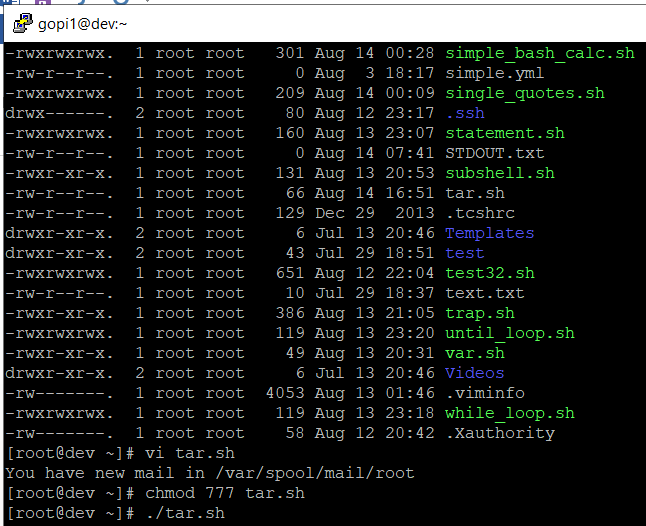 gopi1@dev:~
-rwxrwxrwx. 1 root root 301 Aug 14 00:28 simple_bash_calc.sh
-rw-r--r--. 1 root root 0 Aug 3 18:17 simple.yml
-rwxrwxrwx. 1 root root 209 Aug 14 00:09 single_quotes.sh
drwx------. 2 root root 80 Aug 12 23:17 .ssh
-rwxrwxrwx. 1 root root 160 Aug 13 23:07 statement.sh
-rw-r--r--. 1 root root 0 Aug 14 07:41 STDOUT.txt
-rwxr-xr-x. 1 root root 131 Aug 13 20:53 subshell.sh
-rw-r--r--. 1 root root 66 Aug 14 16:51 tar.sh
-rw-r--r--. 1 root root 129 Dec 29 2013 .tcshrc
drwxr-xr-x. 2 root root 6 Jul 13 20:46 Templates
drwxr-xr-x. 2 root root 43 Jul 29 18:51 test
-rwxrwxrwx. 1 root root 651 Aug 12 22:04 test32.sh
-rw-r--r--. 1 root root 10 Jul 29 18:37 text.txt
-rwxr-xr-x. 1 root root 386 Aug 13 21:05 trap.sh
-rwxrwxrwx. 1 root root 119 Aug 13 23:20 until_loop.sh
-rwxr-xr-x. 1 root root 49 Aug 13 20:31 var.sh
drwxr-xr-x. 2 root root 6 Jul 13 20:46 Videos
-rw-------. 1 root root 4053 Aug 13 01:46 .viminfo
-rwxrwxrwx. 1 root root 119 Aug 13 23:18 while_loop.sh
-rw-------. 1 root root 58 Aug 12 20:42 .Xauthority
[root@dev ~]# vi tar.sh
You have new mail in /var/spool/mail/root
[root@dev ~]# chmod 777 tar.sh
[root@dev ~]# ./tar.sh